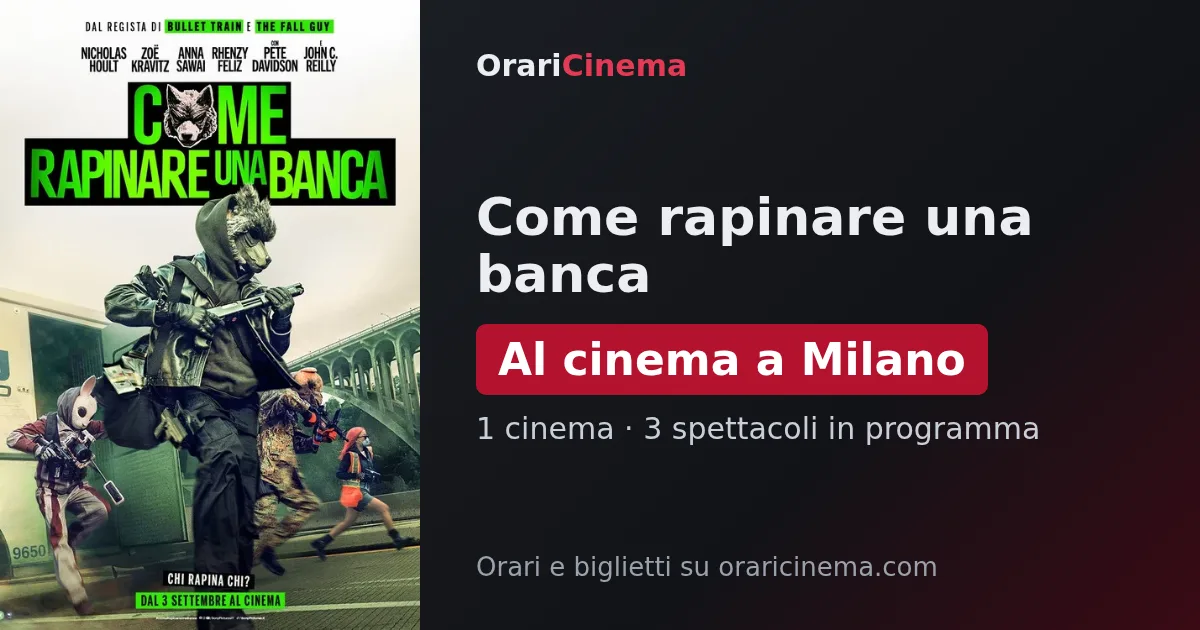 DAL REGISTA DI BULLET TRAIN E THE FALL GUY
NICHOLAS HOULT ZOË KRAVITZ ANNA SAWAI RHENZY FELIZ CON PETE DAVIDSON E JOHN C. REILLY
COME
RAPINARE UNA BANCA
9650
CHI RAPINA CHI?
DAL 3 SETTEMBRE AL CINEMA
OrariCinema
Come rapinare una
banca
Al cinema a Milano
1 cinema · 3 spettacoli in programma
Orari e biglietti su oraricinema.com